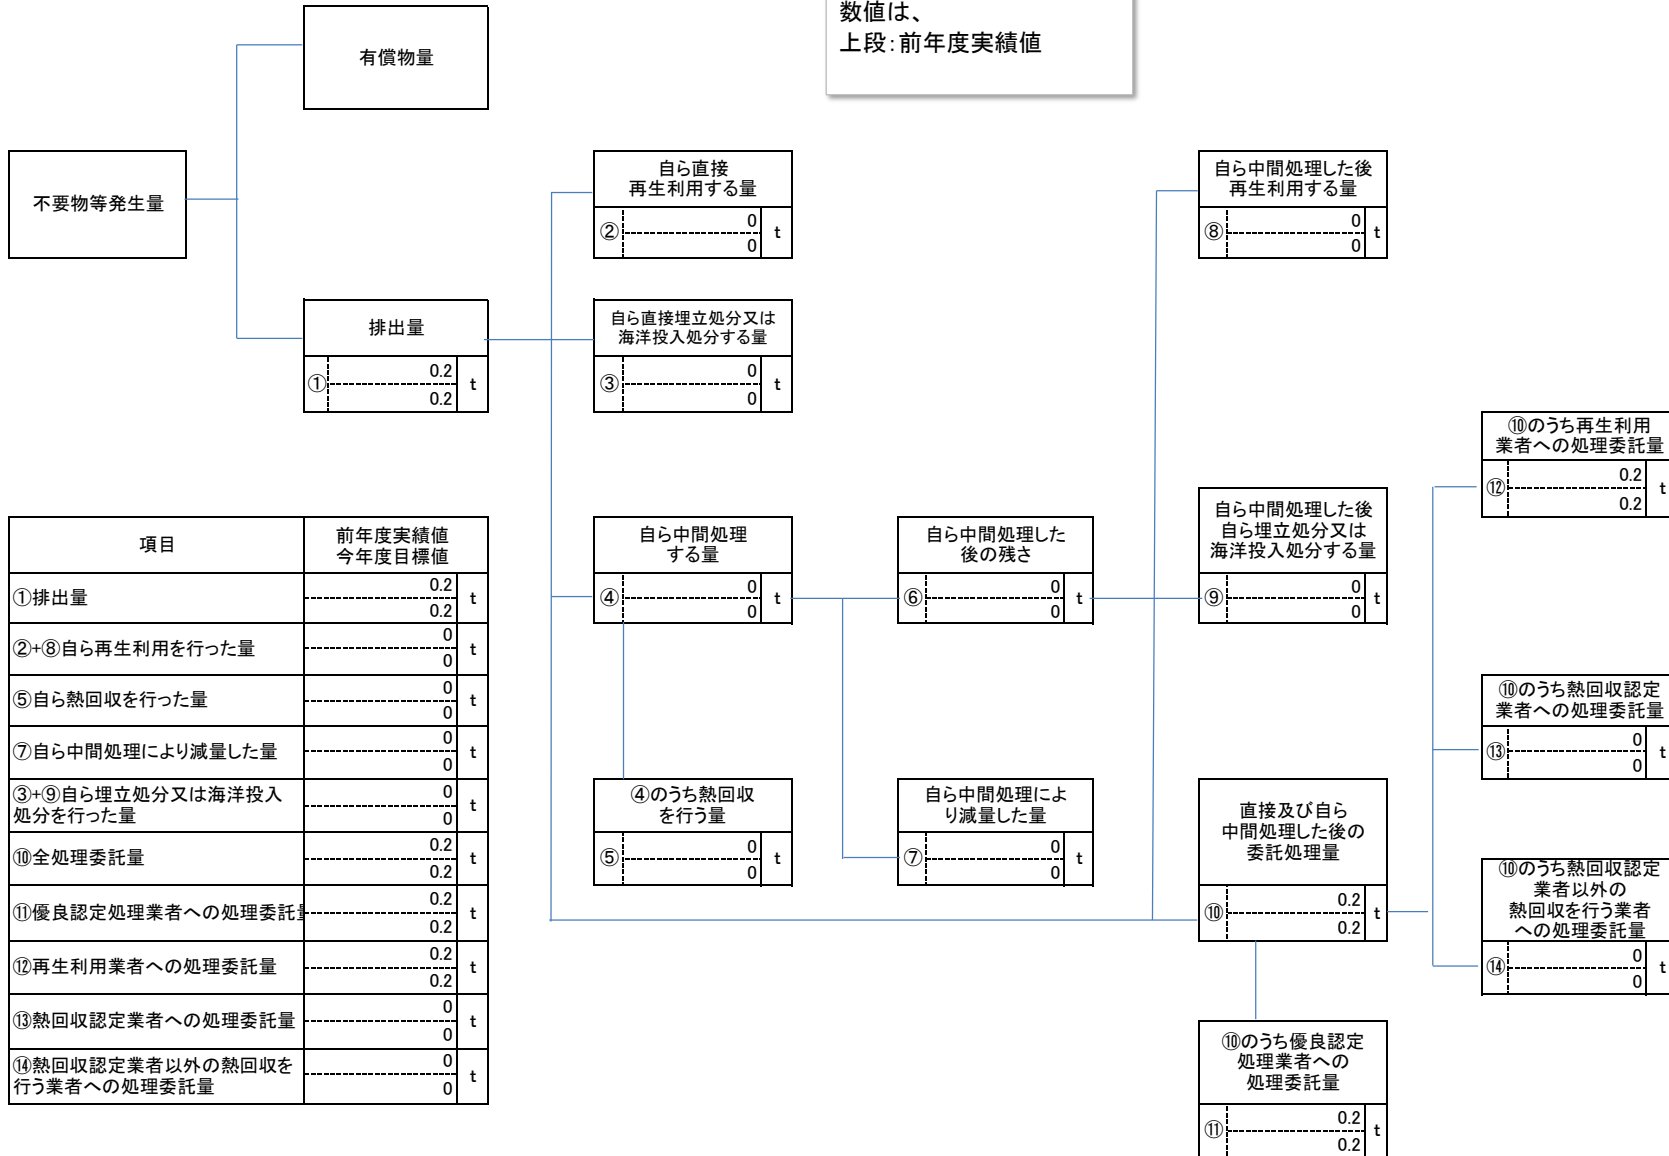 数値は、
上段：前年度実績値
有償物量
不要物等発生量
排出量
①
0.2
0.2
t
自ら直接
再生利用する量
②
0
0
t
自ら直接埋立処分又は
海洋投入処分する量
③
0
0
t
自ら中間処理した後
再生利用する量
⑧
0
0
t
自ら中間処理
する量
④
0
0
t
自ら中間処理した
後の残さ
⑥
0
0
t
自ら中間処理した後
自ら埋立処分又は
海洋投入処分する量
⑨
0
0
t
④のうち熱回収
を行う量
⑤
0
0
t
自ら中間処理によ
り減量した量
⑦
0
0
t
直接及び自ら
中間処理した後の
委託処理量
⑩
0.2
0.2
t
⑩のうち優良認定
処理業者への
処理委託量
⑪
0.2
0.2
t
⑩のうち再生利用
業者への処理委託量
⑫
0.2
0.2
t
⑩のうち熱回収認定
業者への処理委託量
⑬
0
0
t
⑩のうち熱回収認定
業者以外の
熱回収を行う業者
への処理委託量
⑭
0
0
t
項目
前年度実績値
今年度目標値
①排出量
0.2
0.2
t
②+⑧自ら再生利用を行った量
0
0
t
⑤自ら熱回収を行った量
0
0
t
⑦自ら中間処理により減量した量
0
0
t
③+⑨自ら埋立処分又は海洋投入
処分を行った量
0
0
t
⑩全処理委託量
0.2
0.2
t
⑪優良認定処理業者への処理委託
0.2
0.2
t
⑫再生利用業者への処理委託量
0.2
0.2
t
⑬熱回収認定業者への処理委託量
0
0
t
⑭熱回収認定業者以外の熱回収を
行う業者への処理委託量
0
0
t